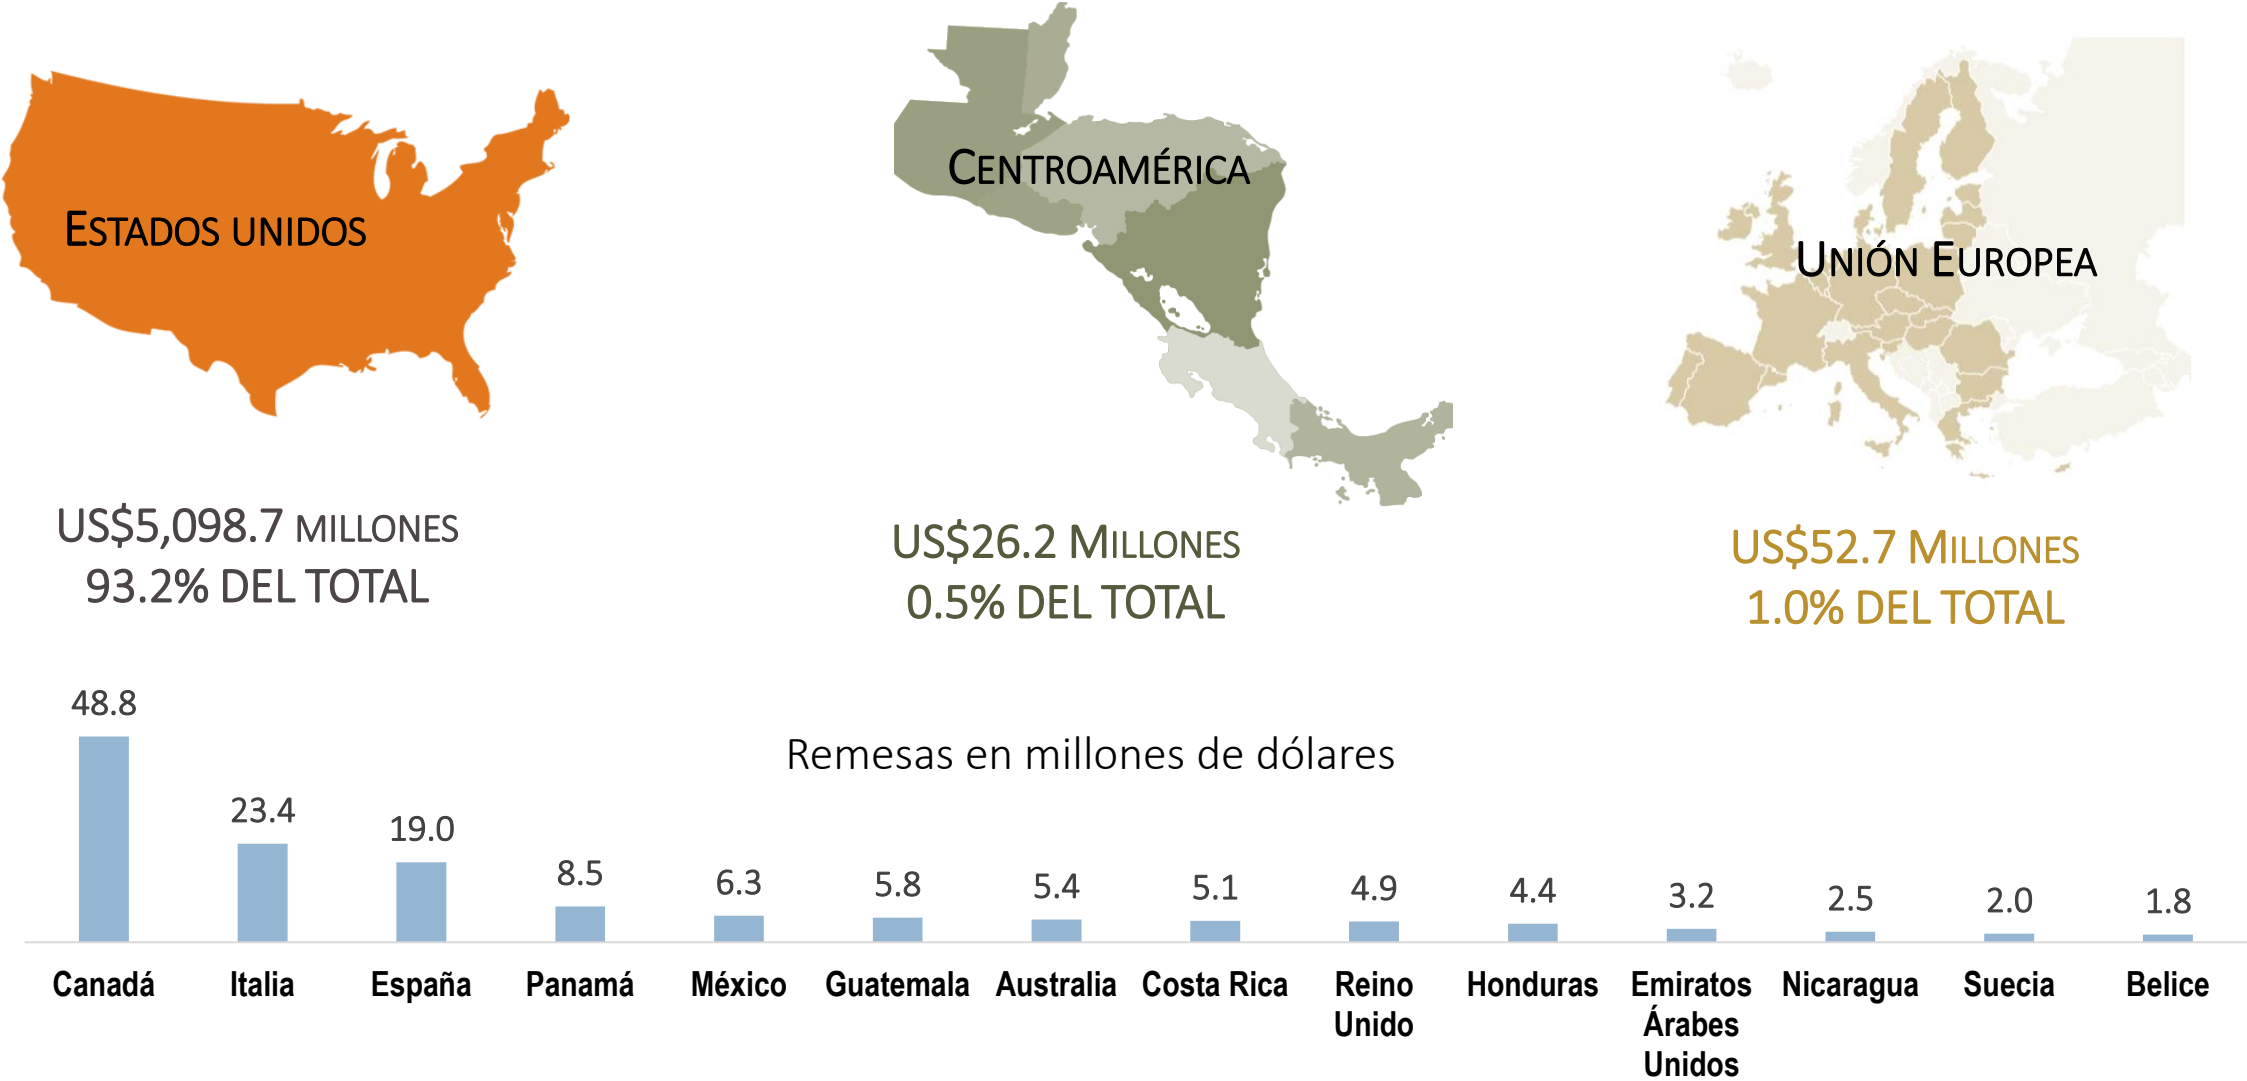 ESTADOS UNIDOS
CENTROAMÉRICA
UNIÓN EUROPEA
US$5,098.7 MILLONES
93.2% DEL TOTAL
US$26.2 MILLONES
0.5% DEL TOTAL
US$52.7 MILLONES
1.0% DEL TOTAL
Remesas en millones de dólares
48.8
23.4
19.0
8.5
6.3
5.8
5.4
5.1
4.9
4.4
3.2
2.5
2.0
1.8
Canadá
Italia
España
Panamá
México
Guatemala
Australia
Costa Rica
Reino
Unido
Honduras
Emiratos
Árabes
Unidos
Nicaragua
Suecia
Belice